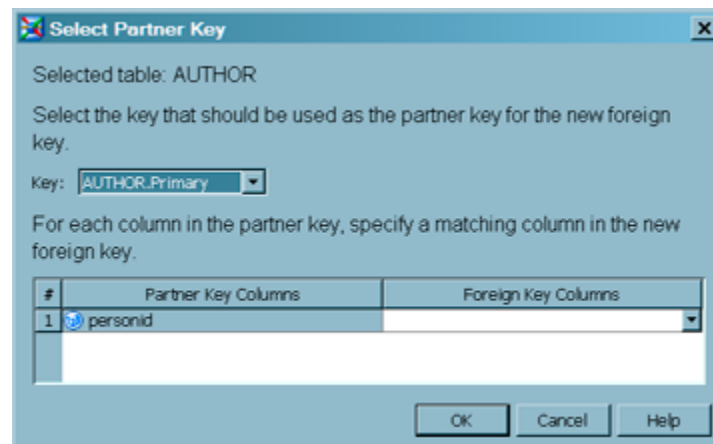 Select Partner Key
Selected table: AUTHOR
Select the key that should be used as the partner key for the new foreign
key.
Key: AUTHOR.Primary
For each column in the partner key, specify a matching column in the new
foreign key.
# Partner Key Columns Foreign Key Columns
1 personid
OK Cancel Help